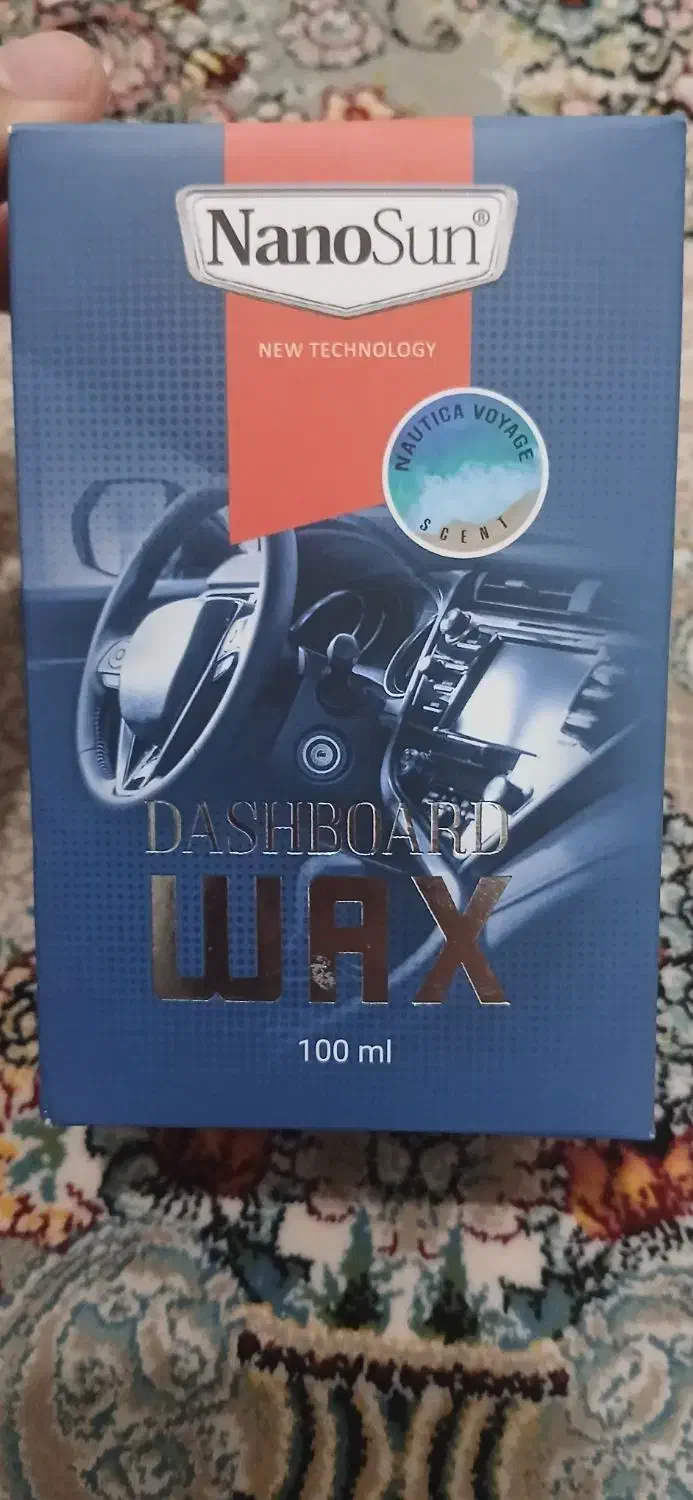 NanoSun®
NEW TECHNOLOGY
NAUTICA VOYAGE
SCENT
DASHBOARD
WAX
100 ml